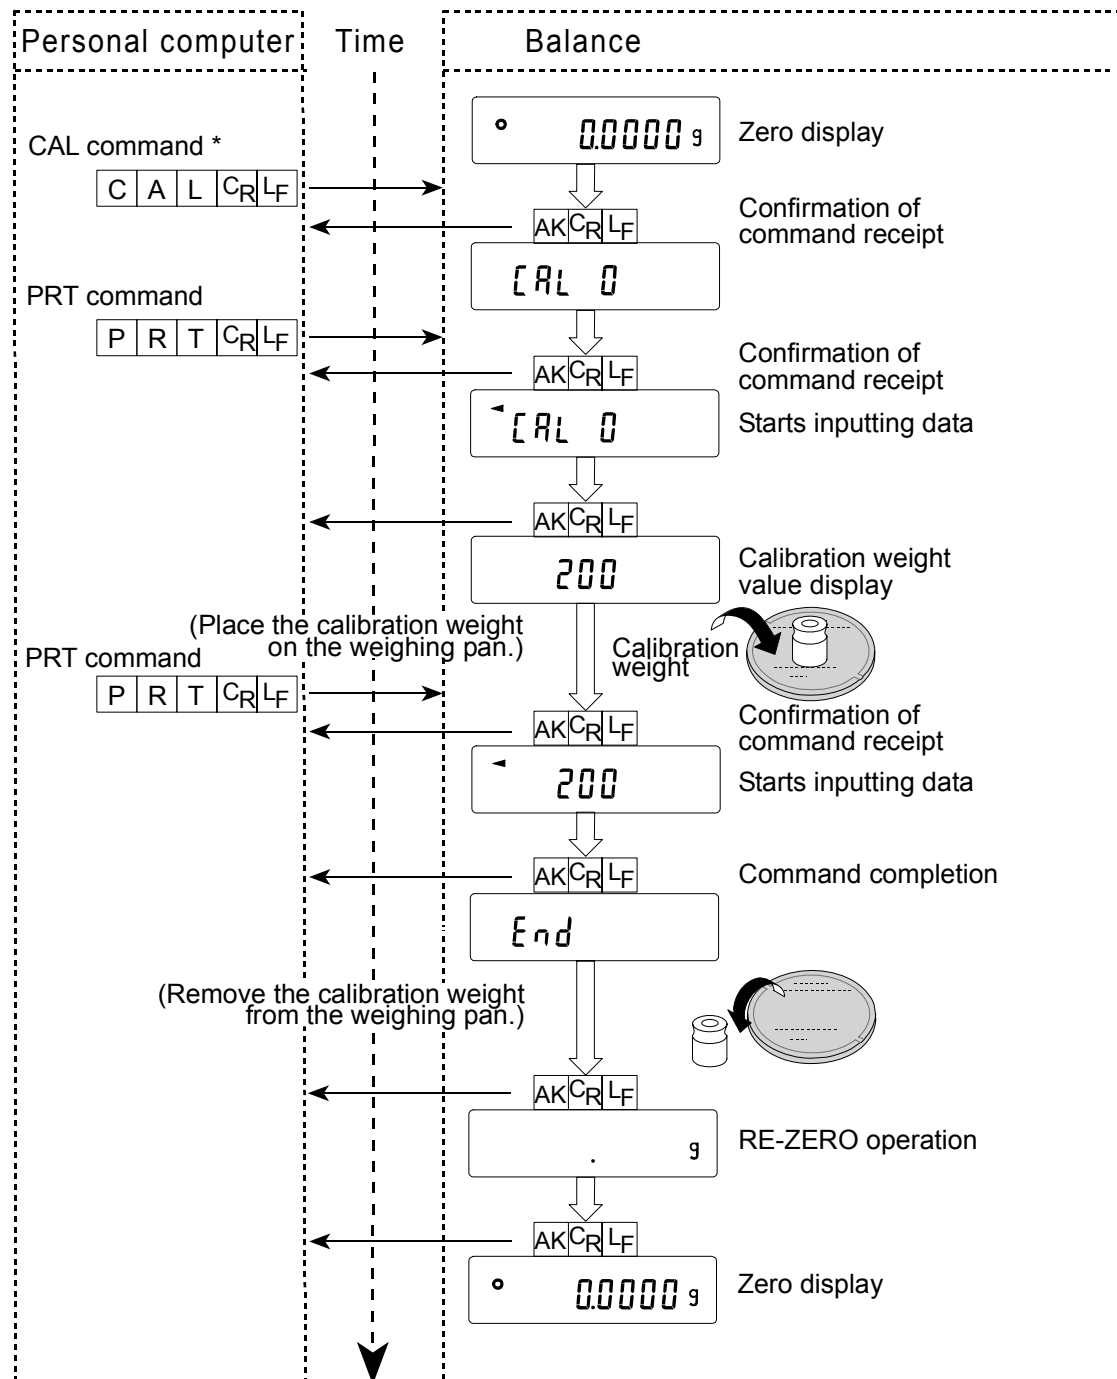 Personal computer Time Balance
0.0000 g Zero display
CAL command *
C A L CR LF
AK CR LF Confirmation of
command receipt
CAL 0
PRT command
P R T CR LF
AK CR LF Confirmation of
command receipt
CAL 0 Starts inputting data
AK CR LF
200 Calibration weight
value display
(Place the calibration weight
on the weighing pan.)
Calibration
weight
PRT command
P R T CR LF
AK CR LF Confirmation of
command receipt
200 Starts inputting data
AK CR LF Command completion
End
(Remove the calibration weight
from the weighing pan.)
AK CR LF
. g RE-ZERO operation
AK CR LF
0.0000 g Zero display